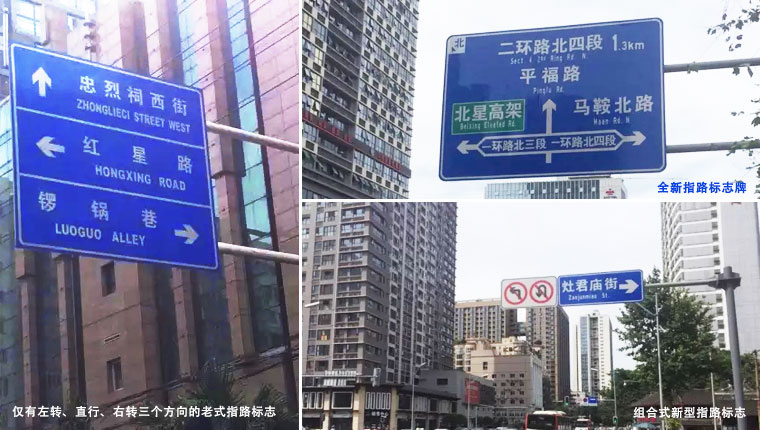 忠烈祠西街
ZHONGLIECI STREET WEST
红星路
HONGXING ROAD
锣锅巷
LUOGUO ALLEY
仅有左转、直行、右转三个方向的老式指路标志
北
二环路北四段 1.3km
Sect. 4 2nd Ring Rd. N.
平福路
Pingfu Rd.
北星高架
Beixing Elevated Rd.
马鞍北路
Maan Rd. N
一环路北三段 一环路北四段
全新指路标志牌
灶君庙街
Zaojunmiao St.
组合式新型指路标志